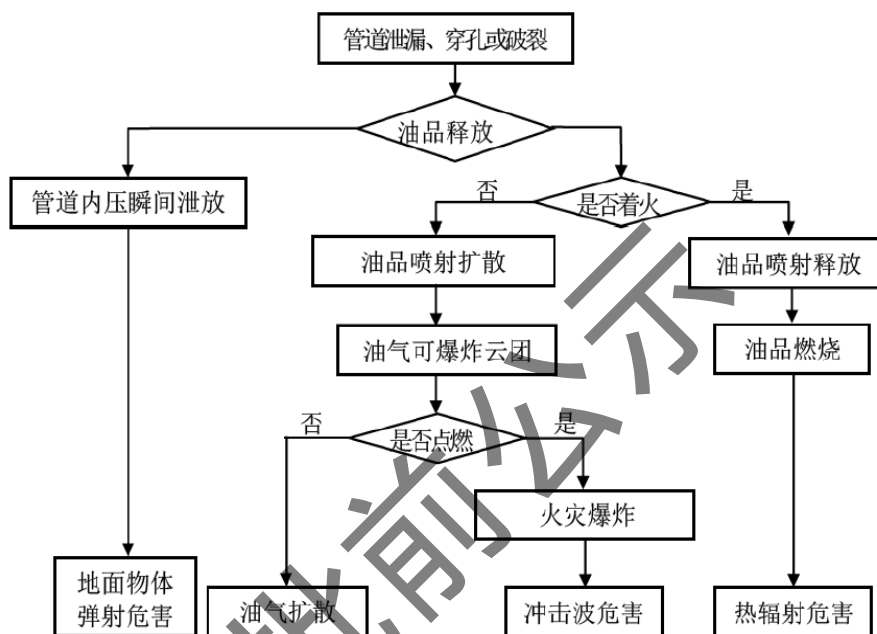 管道泄漏、穿孔或破裂
油品释放
管道内压瞬间泄放
否
是否着火
是
油品喷射扩散
油品喷射释放
油气可爆炸云团
油品燃烧
否
是否点燃
是
火灾爆炸
地面物体
弹射危害
油气扩散
冲击波危害
热辐射危害
批前公示